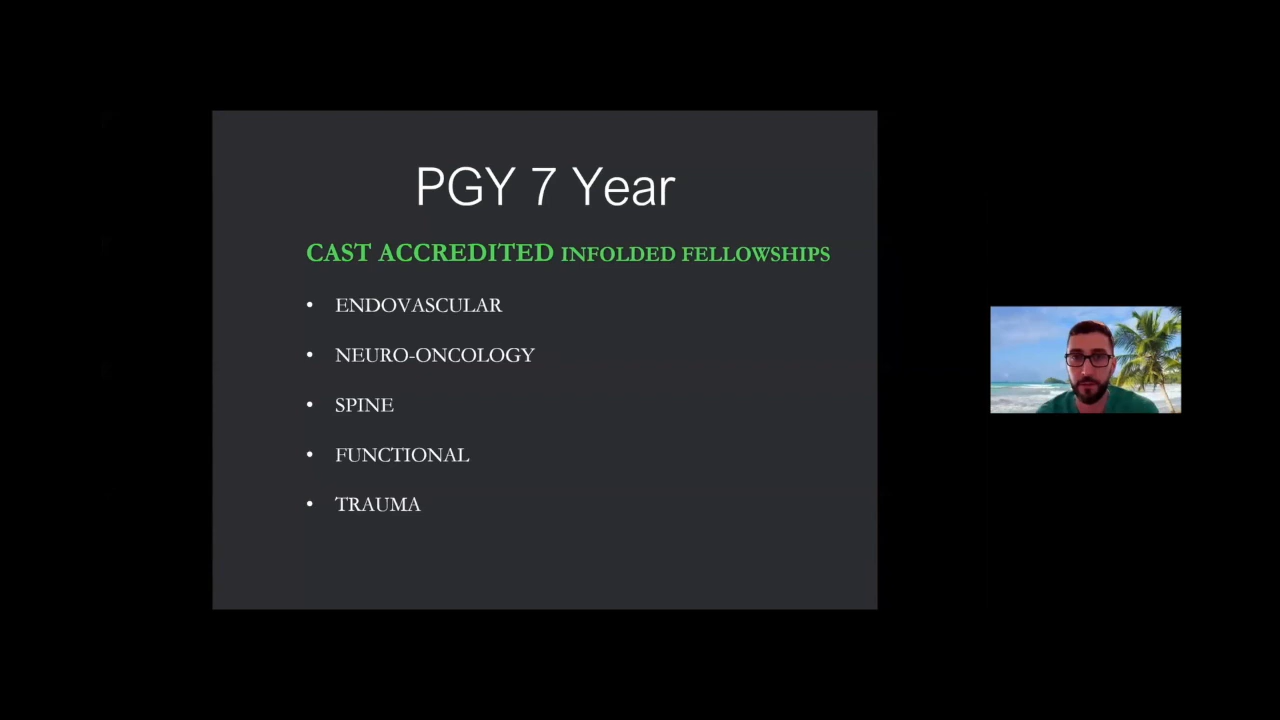 PGY 7 Year
CAST ACCREDITED INFOLDED FELLOWSHIPS
• ENDOVASCULAR
• NEURO-ONCOLOGY
• SPINE
• FUNCTIONAL
• TRAUMA